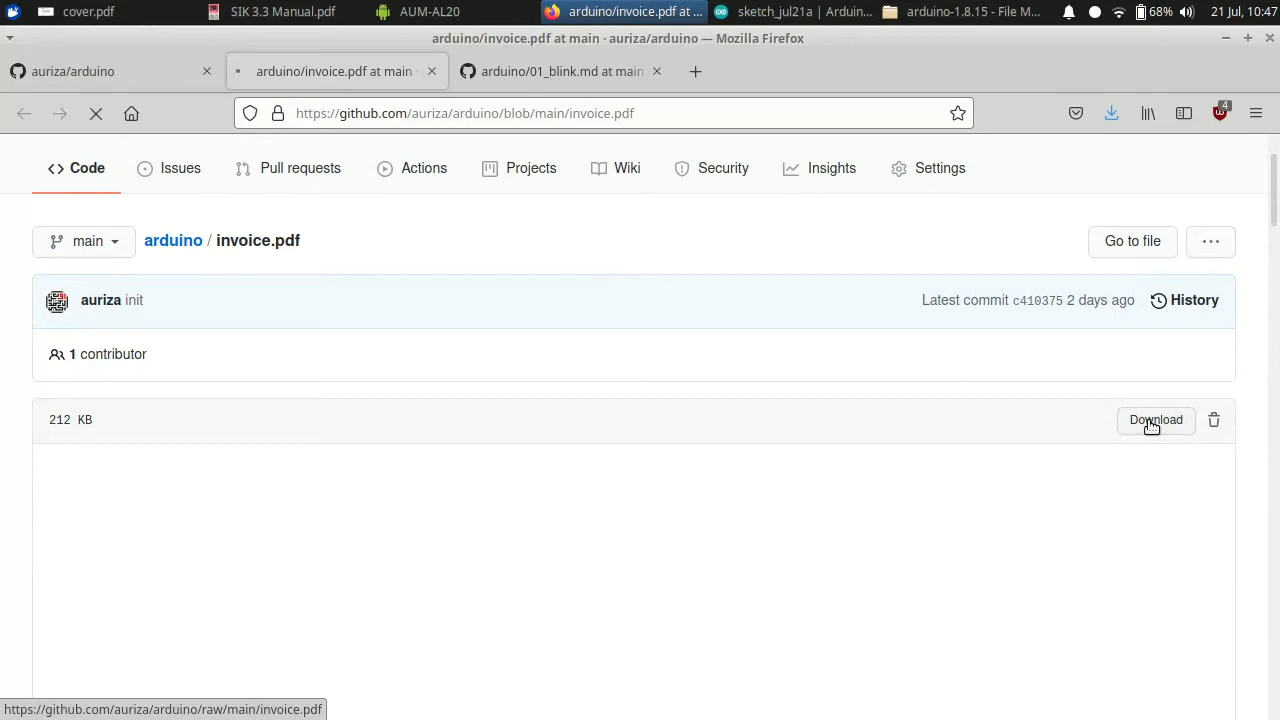 cover.pdf
SIK 3.3 Manual.pdf
AUM-AL20
arduino/invoice.pdf at ...
sketch_jul21a | Arduin...
arduino-1.8.15 - File M...
68%
21 Jul, 10:47
arduino/invoice.pdf at main · auriza/arduino — Mozilla Firefox
auriza/arduino
arduino/invoice.pdf at main ·
arduino/01_blink.md at main
https://github.com/auriza/arduino/blob/main/invoice.pdf
4
Code
Issues
Pull requests
Actions
Projects
Wiki
Security
Insights
Settings
main
arduino / invoice.pdf
Go to file
auriza init
Latest commit c410375 2 days ago
History
1 contributor
212 KB
Download
https://github.com/auriza/arduino/raw/main/invoice.pdf